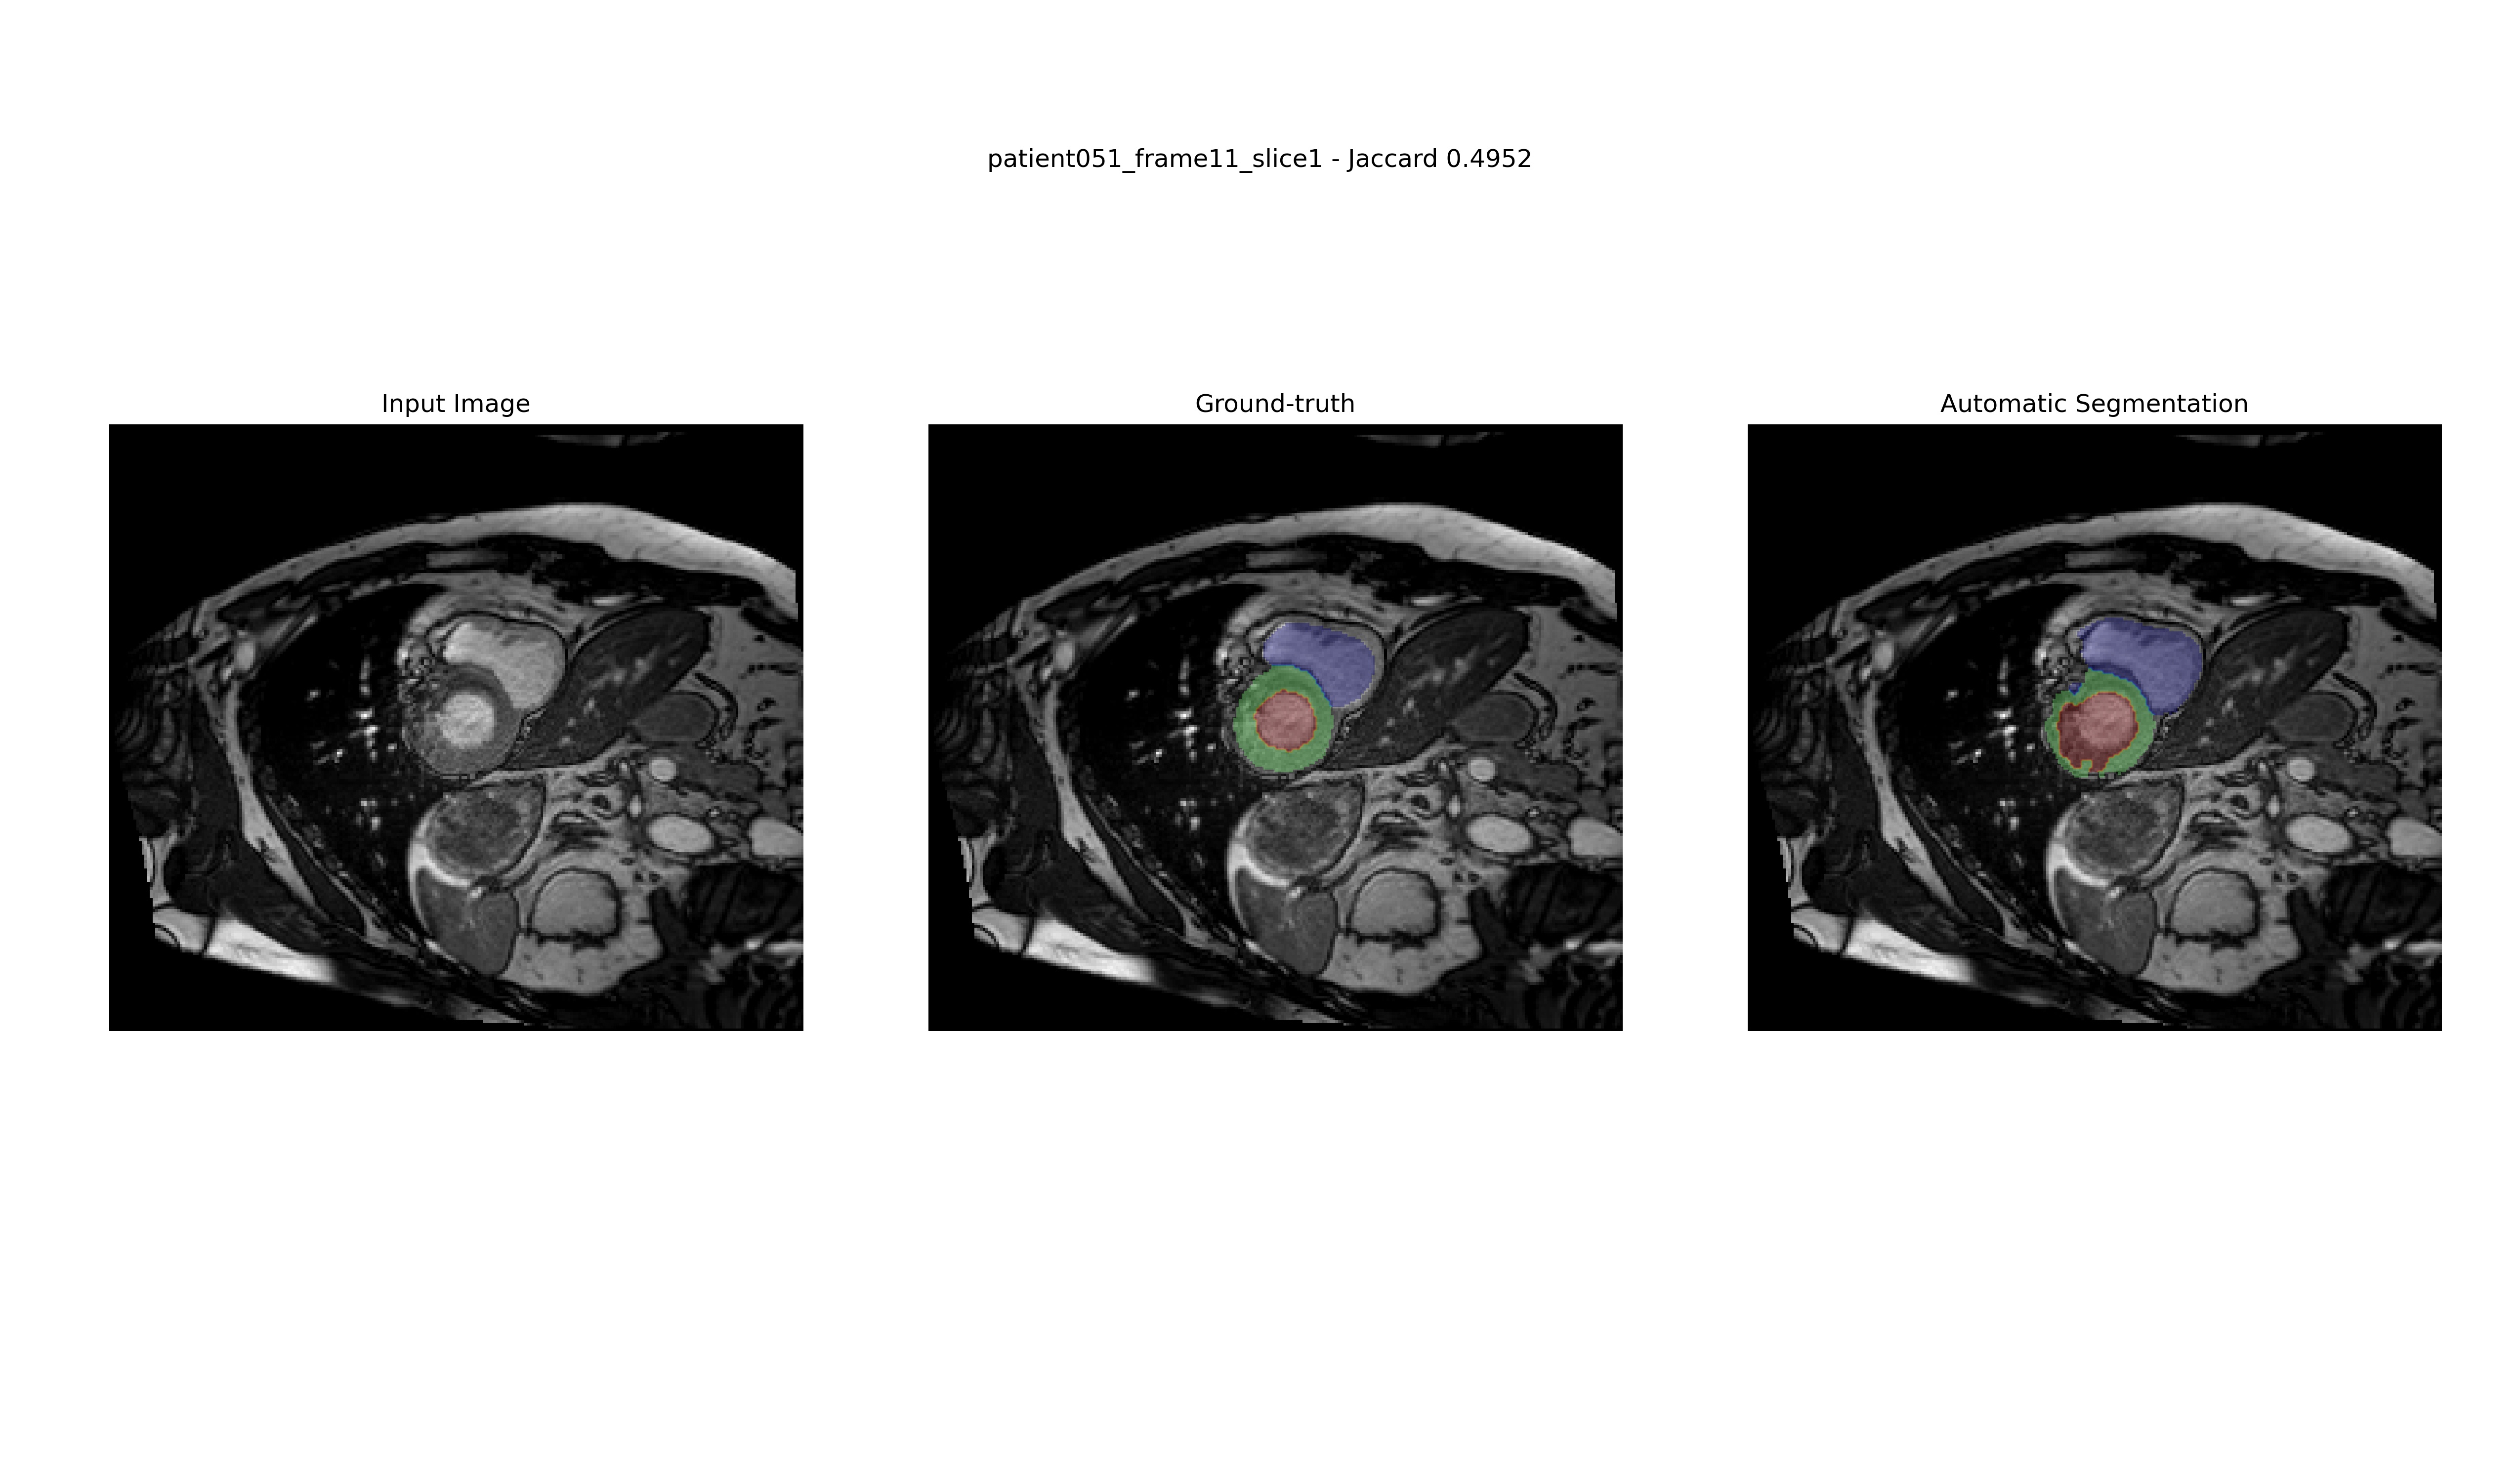 patient051_frame11_slice1 - Jaccard 0.4952
Input Image
Ground-truth
Automatic Segmentation